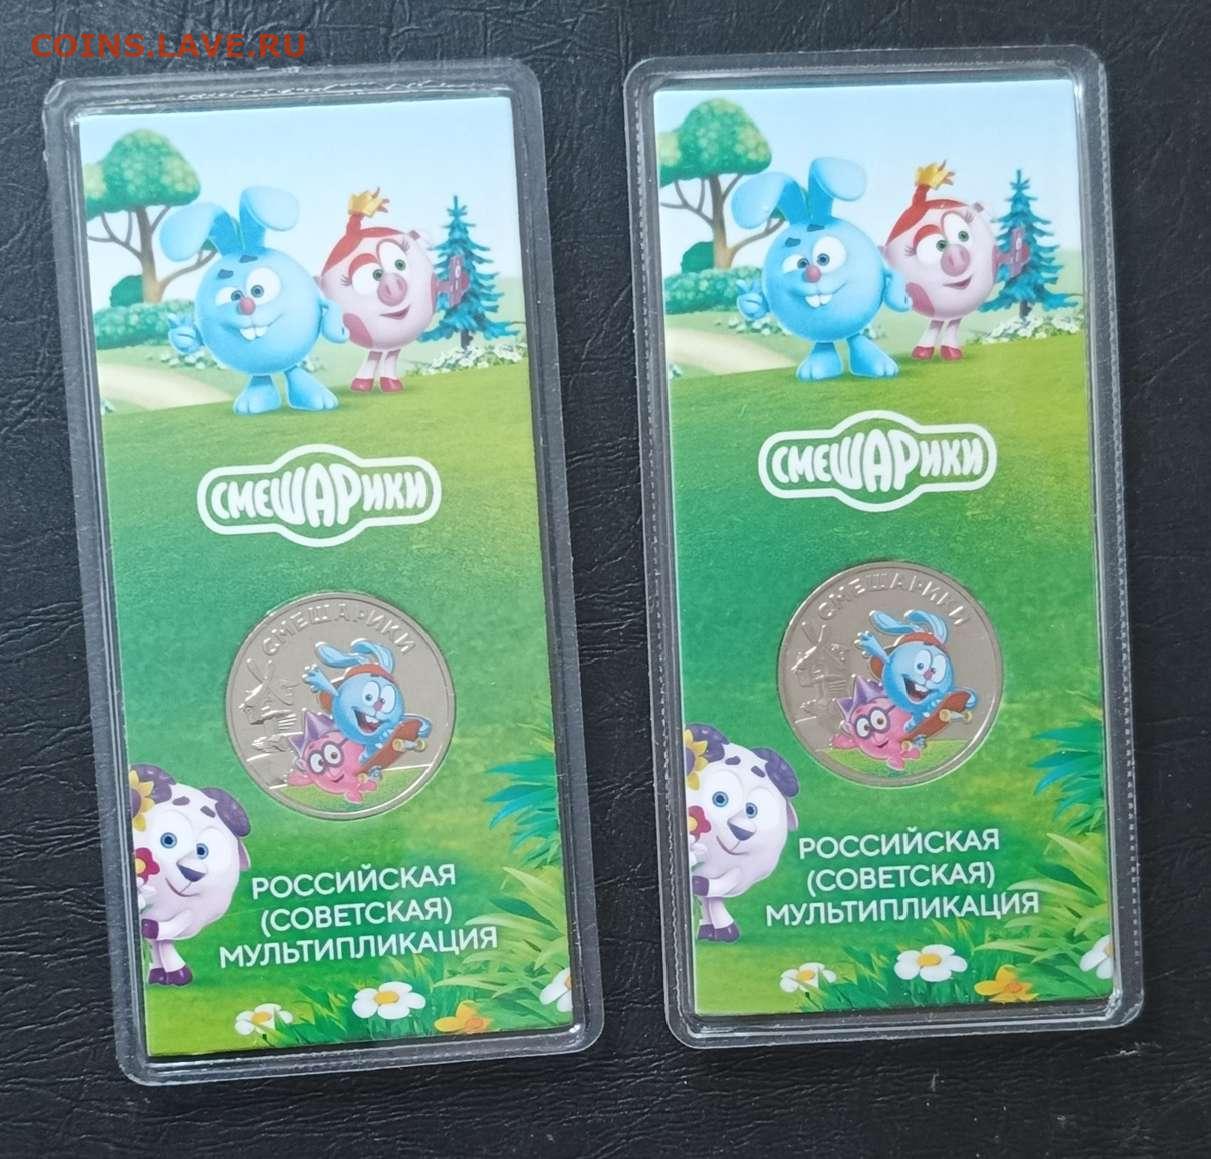 COINS.LAVE.RU
СМЕШАРИКИ
СМЕШАРИКИ
РОССИЙСКАЯ
(СОВЕТСКАЯ)
МУЛЬТИПЛИКАЦИЯ
СМЕШАРИКИ
СМЕШАРИКИ
РОССИЙСКАЯ
(СОВЕТСКАЯ)
МУЛЬТИПЛИКАЦИЯ